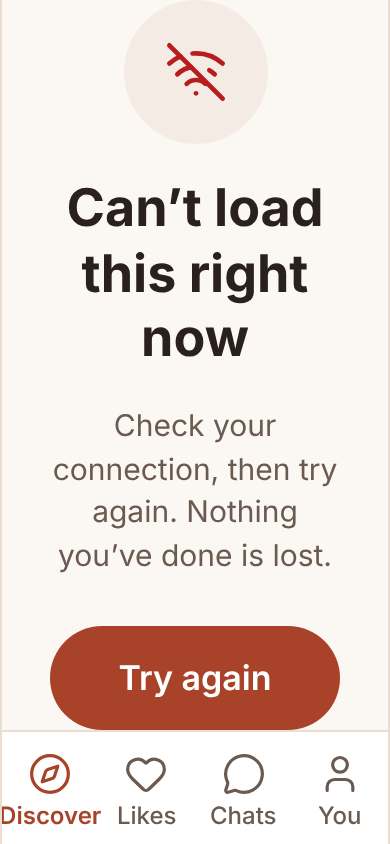 Can’t load
this right
now
Check your
connection, then try
again. Nothing
you’ve done is lost.
Try again
Discover Likes Chats You